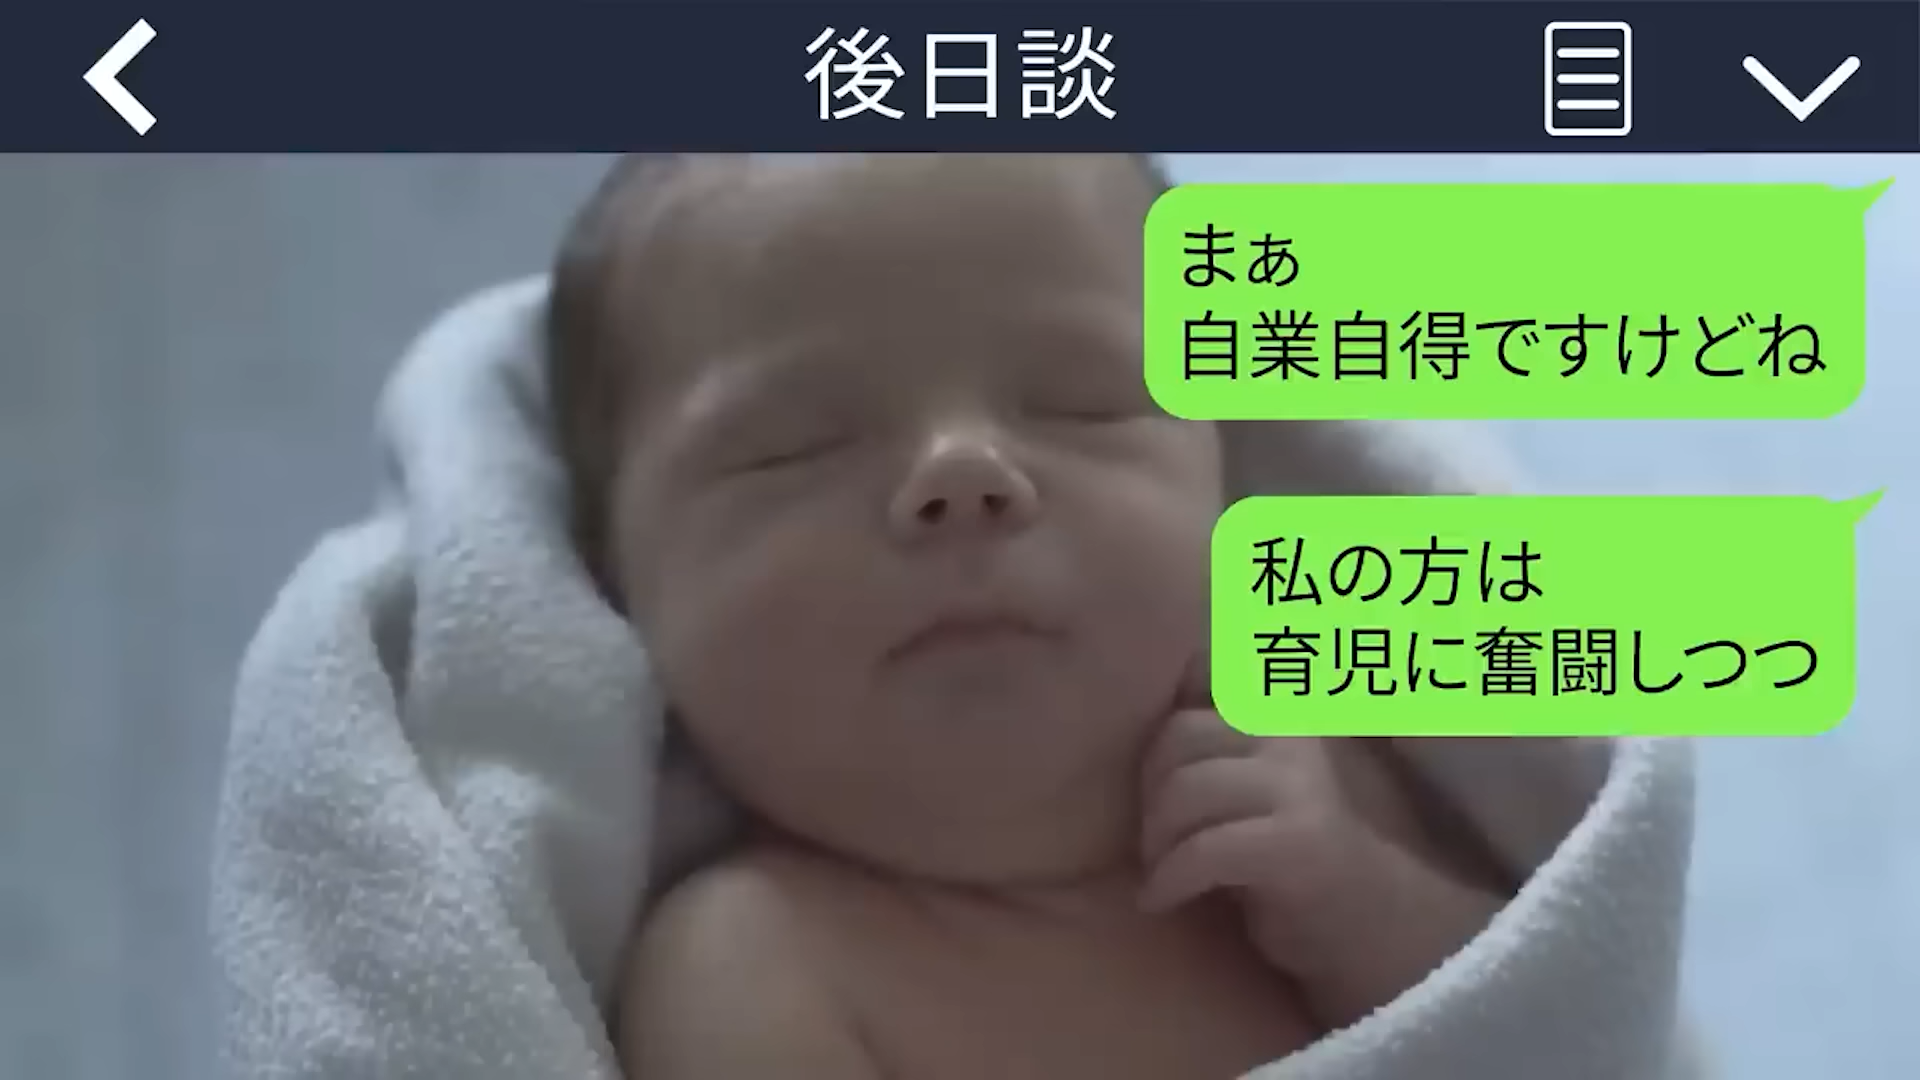 後日談
まぁ
自業自得ですけどね
私の方は
育児に奮闘しつつ